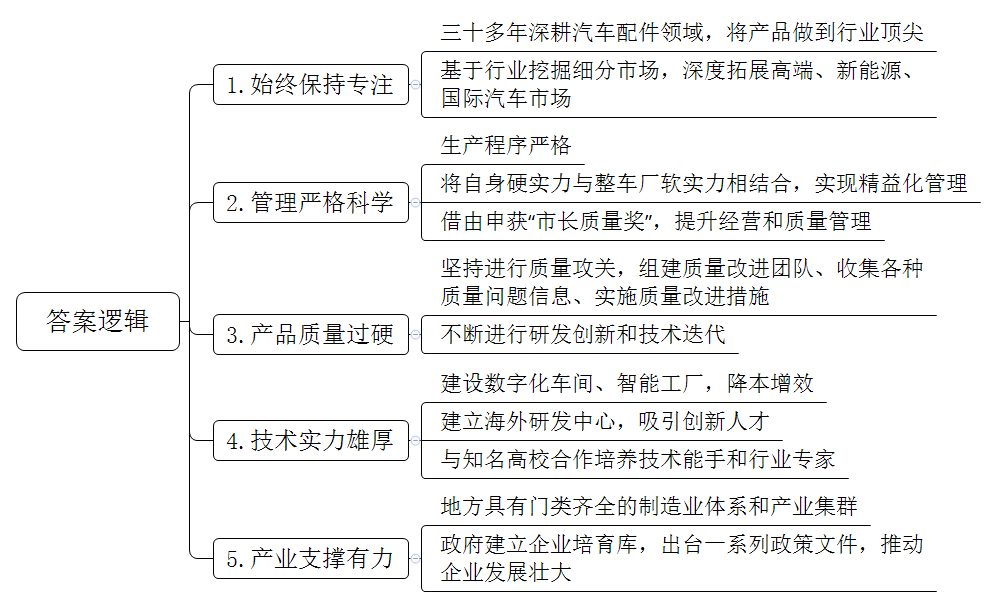 答案逻辑
1.始终保持专注
三十多年深耕汽车配件领域，将产品做到行业顶尖
基于行业挖掘细分市场，深度拓展高端、新能源、
国际汽车市场
2.管理严格科学
生产程序严格
将自身硬实力与整车厂软实力相结合，实现精益化管理
借由申获“市长质量奖”，提升经营和质量管理
3.产品质量过硬
坚持进行质量攻关，组建质量改进团队、收集各种
质量问题信息、实施质量改进措施
不断进行研发创新和技术迭代
4.技术实力雄厚
建设数字化车间、智能工厂，降本增效
建立海外研发中心，吸引创新人才
与知名高校合作培养技术能手和行业专家
5.产业支撑有力
地方具有门类齐全的制造业体系和产业集群
政府建立企业培育库，出台一系列政策文件，推动
企业发展壮大